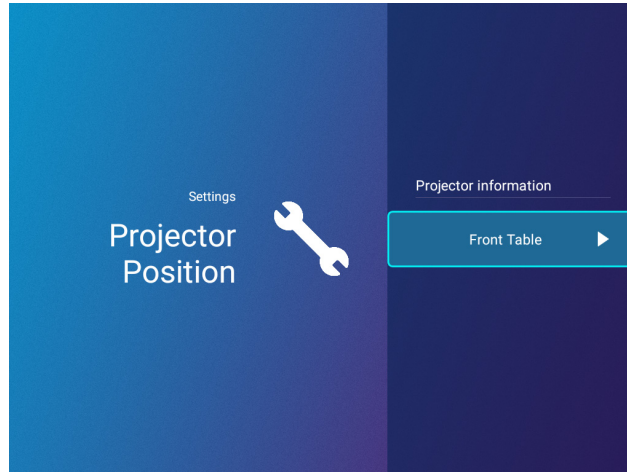 Settings
Projector
Position
Projector information
Front Table